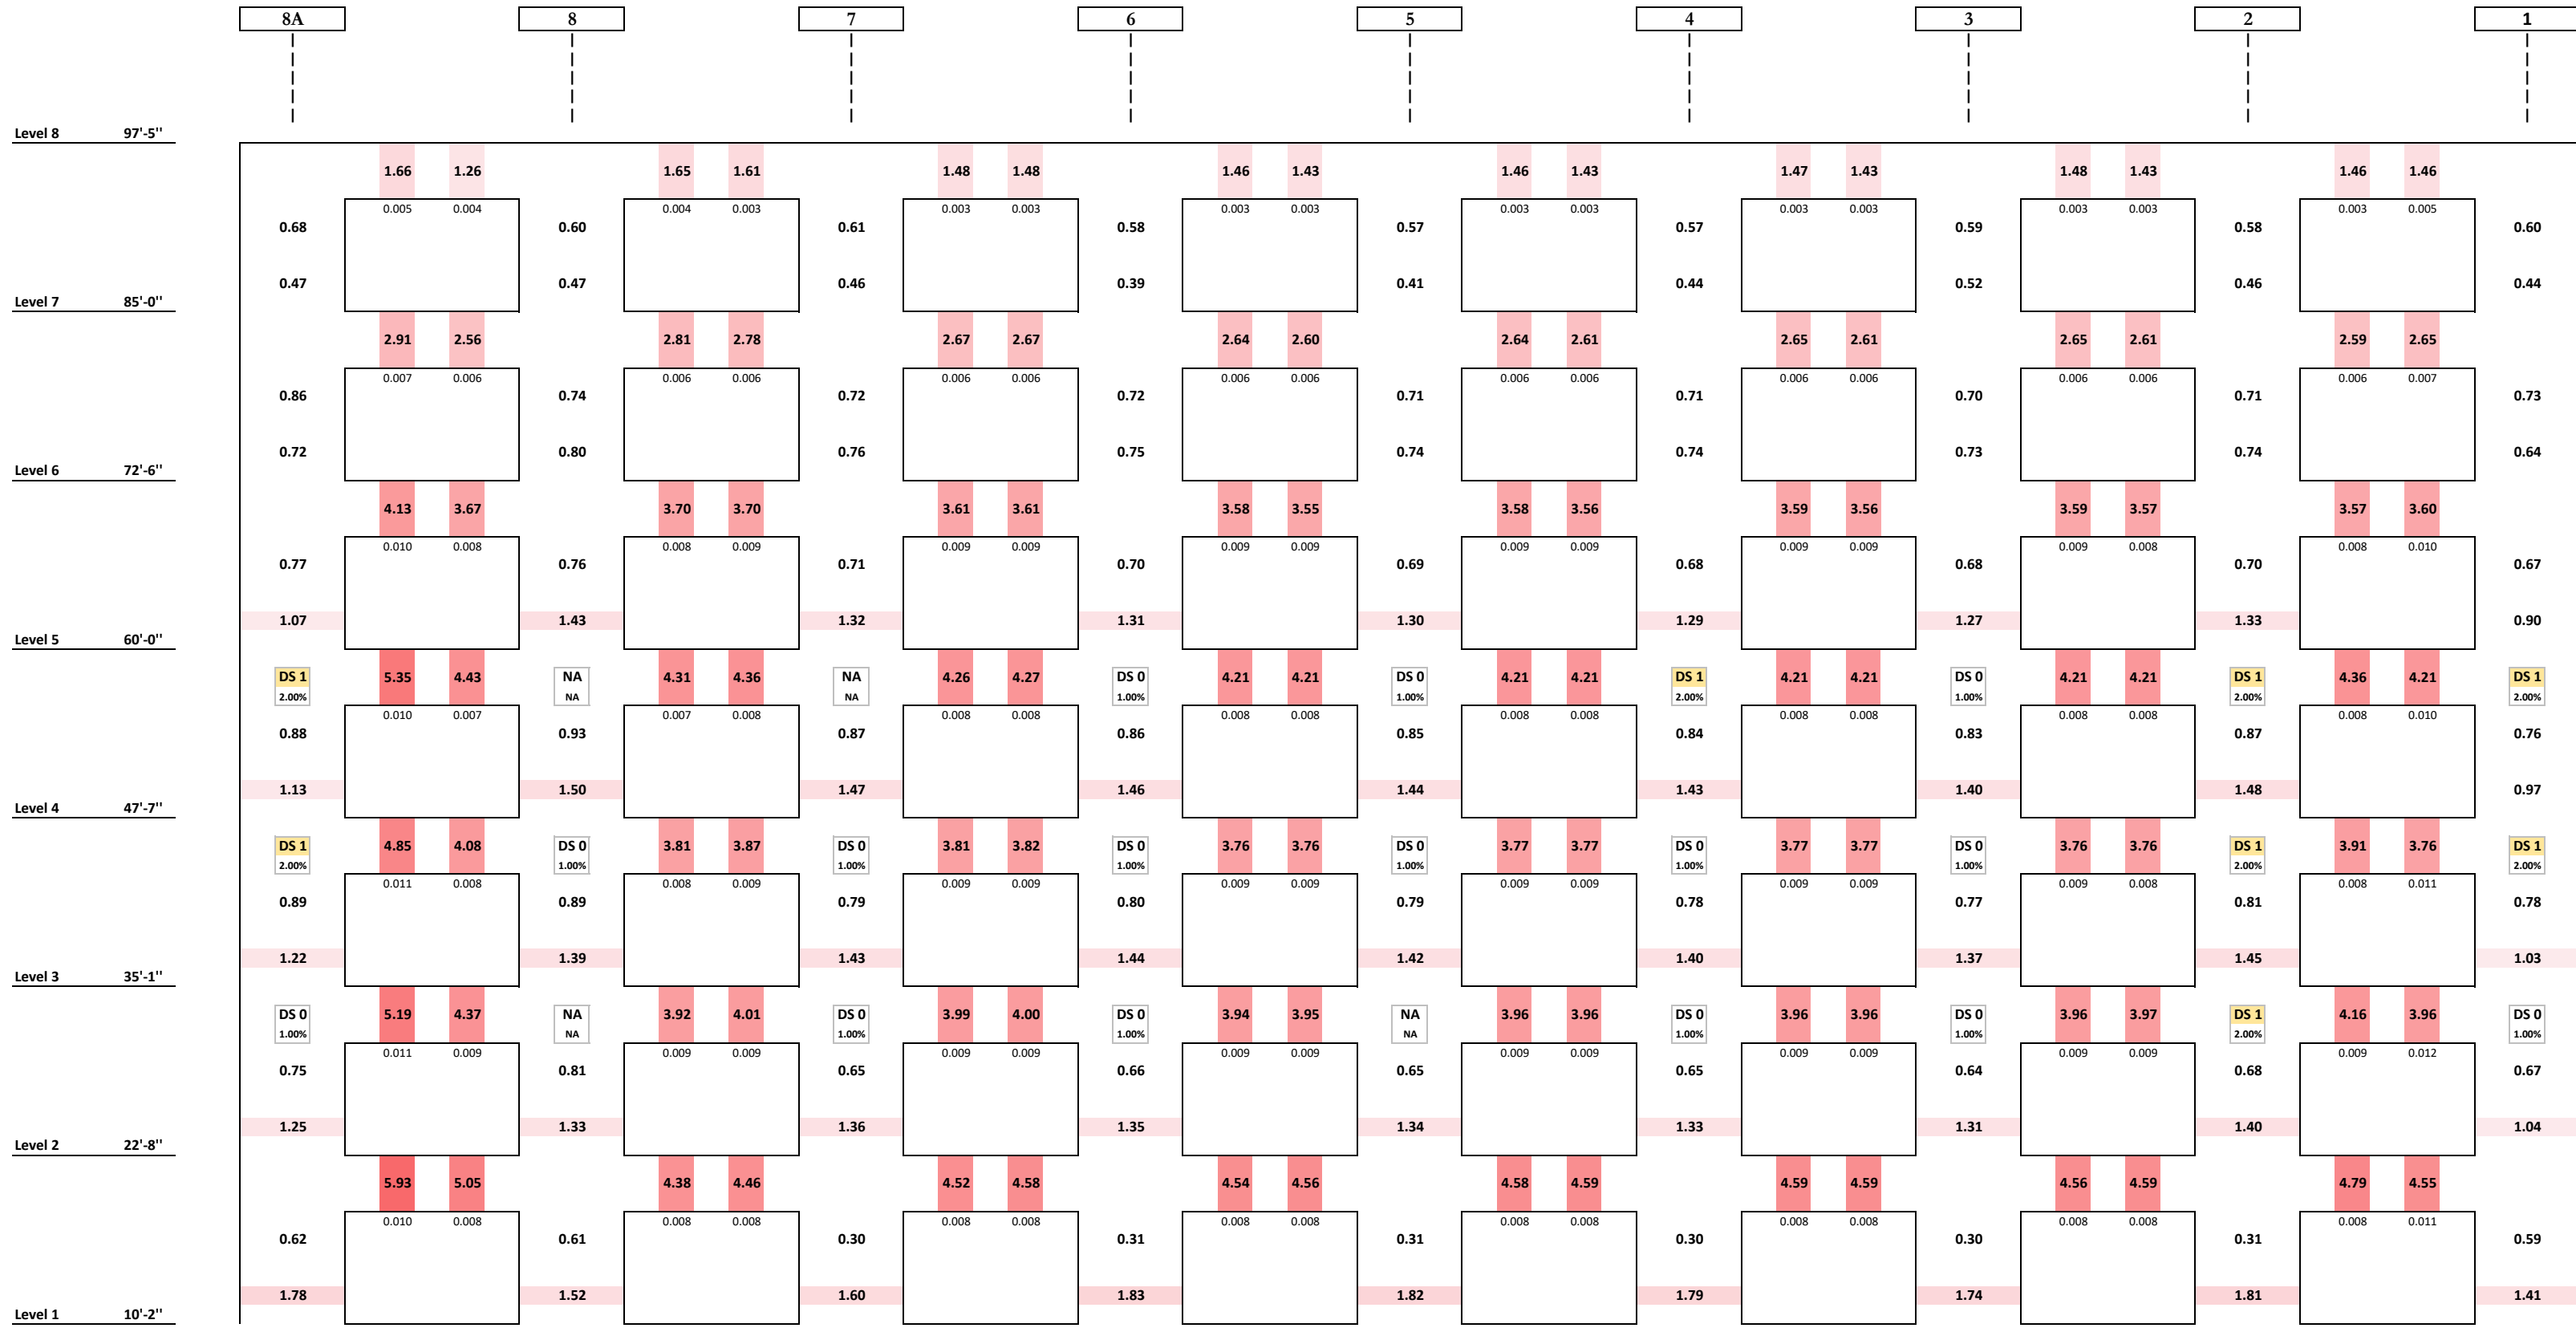 8A 8 7 6 5 4 3 2 1
Level 8 97'-5''
1.66 1.26 1.65 1.61 1.48 1.48 1.46 1.43 1.46 1.43 1.47 1.43 1.48 1.43 1.46 1.46
0.005 0.004 0.004 0.003 0.003 0.003 0.003 0.003 0.003 0.003 0.003 0.003 0.003 0.003 0.003 0.005
0.68 0.60 0.61 0.58 0.57 0.57 0.59 0.58 0.60
0.47 0.47 0.46 0.39 0.41 0.44 0.52 0.46 0.44
Level 7 85'-0''
2.91 2.56 2.81 2.78 2.67 2.67 2.64 2.60 2.64 2.61 2.65 2.61 2.65 2.61 2.59 2.65
0.007 0.006 0.006 0.006 0.006 0.006 0.006 0.006 0.006 0.006 0.006 0.006 0.006 0.006 0.006 0.007
0.86 0.74 0.72 0.72 0.71 0.71 0.70 0.71 0.73
0.72 0.80 0.76 0.75 0.74 0.74 0.73 0.74 0.64
Level 6 72'-6''
4.13 3.67 3.70 3.70 3.61 3.61 3.58 3.55 3.58 3.56 3.59 3.56 3.59 3.57 3.57 3.60
0.010 0.008 0.008 0.009 0.009 0.009 0.009 0.009 0.009 0.009 0.009 0.009 0.009 0.008 0.008 0.010
0.77 0.76 0.71 0.70 0.69 0.68 0.68 0.70 0.67
1.07 1.43 1.32 1.31 1.30 1.29 1.27 1.33 0.90
Level 5 60'-0''
DS 1 5.35 4.43 NA 4.31 4.36 NA 4.26 4.27 DS 0 4.21 4.21 DS 0 4.21 4.21 DS 1 4.21 4.21 DS 0 4.21 4.21 DS 1 4.36 4.21 DS 1
2.00% NA NA 1.00% 1.00% 2.00% 1.00% 2.00% 2.00%
0.010 0.007 0.007 0.008 0.008 0.008 0.008 0.008 0.008 0.008 0.008 0.008 0.008 0.008 0.008 0.010
0.88 0.93 0.87 0.86 0.85 0.84 0.83 0.87 0.76
1.13 1.50 1.47 1.46 1.44 1.43 1.40 1.48 0.97
Level 4 47'-7''
DS 1 4.85 4.08 DS 0 3.81 3.87 DS 0 3.81 3.82 DS 0 3.76 3.76 DS 0 3.77 3.77 DS 0 3.77 3.77 DS 0 3.76 3.76 DS 1 3.91 3.76 DS 1
2.00% 1.00% 1.00% 1.00% 1.00% 1.00% 1.00% 2.00% 2.00%
0.011 0.008 0.008 0.009 0.009 0.009 0.009 0.009 0.009 0.009 0.009 0.009 0.009 0.008 0.008 0.011
0.89 0.89 0.79 0.80 0.79 0.78 0.77 0.81 0.78
1.22 1.39 1.43 1.44 1.42 1.40 1.37 1.45 1.03
Level 3 35'-1''
DS 0 5.19 4.37 NA 3.92 4.01 DS 0 3.99 4.00 DS 0 3.94 3.95 NA 3.96 3.96 DS 0 3.96 3.96 DS 0 3.96 3.97 DS 1 4.16 3.96 DS 0
1.00% NA 1.00% 1.00% NA 1.00% 1.00% 2.00% 1.00%
0.011 0.009 0.009 0.009 0.009 0.009 0.009 0.009 0.009 0.009 0.009 0.009 0.009 0.009 0.009 0.012
0.75 0.81 0.65 0.66 0.65 0.65 0.64 0.68 0.67
1.25 1.33 1.36 1.35 1.34 1.33 1.31 1.40 1.04
Level 2 22'-8''
5.93 5.05 4.38 4.46 4.52 4.58 4.54 4.56 4.58 4.59 4.59 4.59 4.56 4.59 4.79 4.55
0.010 0.008 0.008 0.008 0.008 0.008 0.008 0.008 0.008 0.008 0.008 0.008 0.008 0.008 0.008 0.011
0.62 0.61 0.30 0.31 0.31 0.30 0.30 0.31 0.59
1.78 1.52 1.60 1.83 1.82 1.79 1.74 1.81 1.41
Level 1 10'-2''